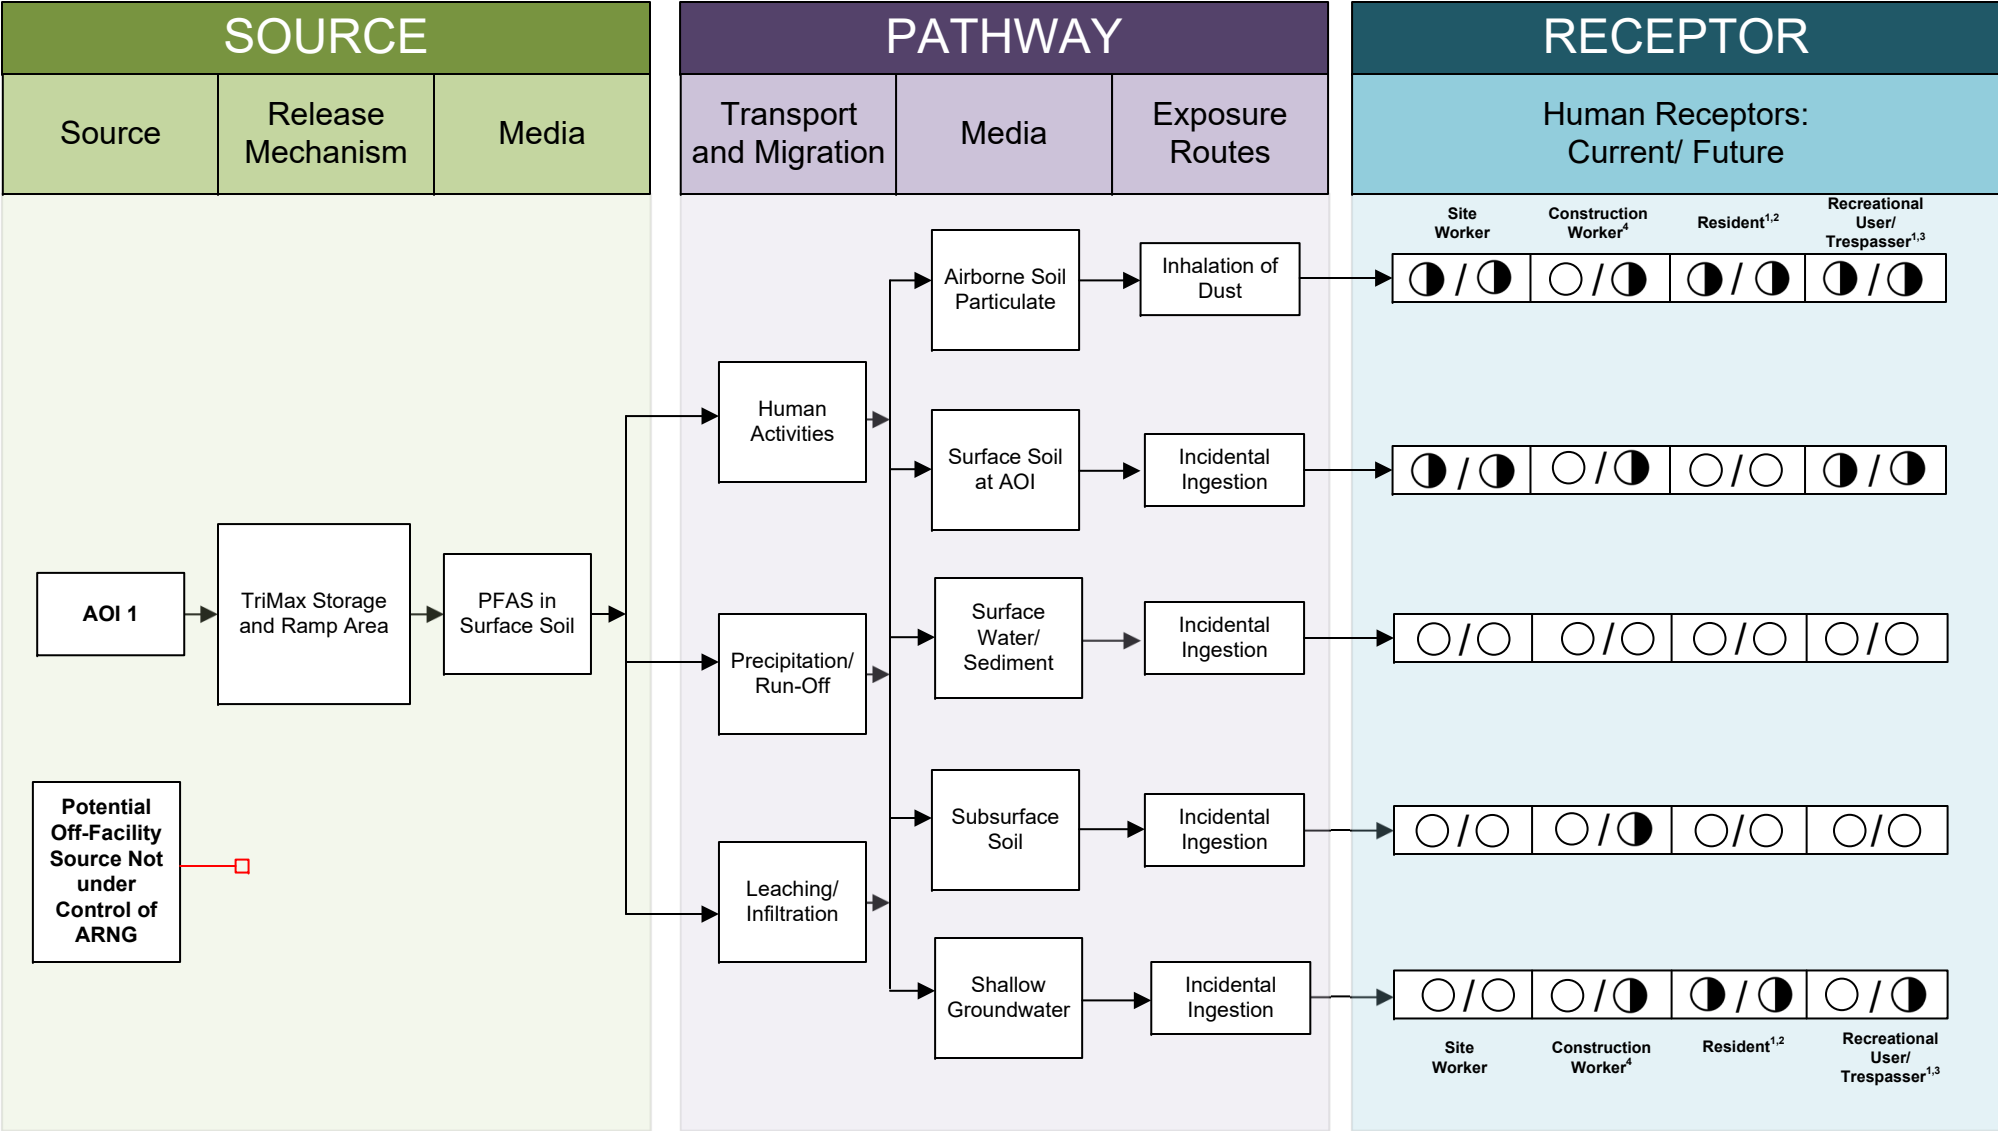 SOURCE
PATHWAY
RECEPTOR
Source
Release
Mechanism
Media
Transport
and Migration
Media
Exposure
Routes
Human Receptors:
Current/ Future
Site
Worker
Construction
Worker4
Resident1,2
Recreational
User/
Trespasser1,3
Airborne Soil
Particulate
Inhalation of
Dust
/
/
/
/
Human
Activities
Surface Soil
at AOI
Incidental
Ingestion
/
/
/
/
AOI 1
TriMax Storage
and Ramp Area
PFAS in
Surface Soil
Precipitation/
Run-Off
Surface
Water/
Sediment
Incidental
Ingestion
/
/
/
/
Potential
Off-Facility
Source Not
under
Control of
ARNG
Leaching/
Infiltration
Subsurface
Soil
Incidental
Ingestion
/
/
/
/
Shallow
Groundwater
Incidental
Ingestion
/
/
/
/
Site
Worker
Construction
Worker4
Resident1,2
Recreational
User/
Trespasser1,3